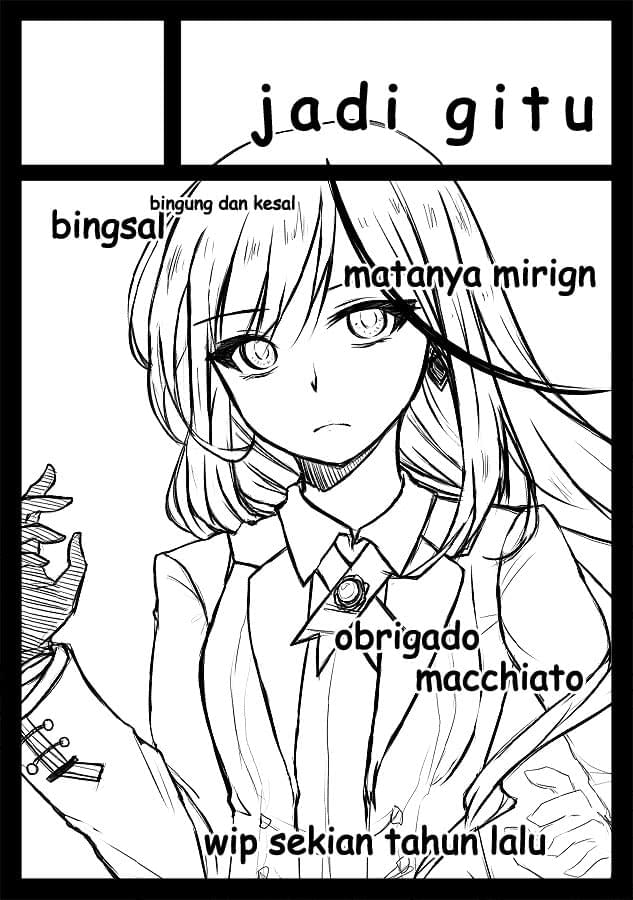 jadi gitu
bingung dan kesal
bingsal
matanya mirign
obrigado
macchiato
wip sekian tahun lalu